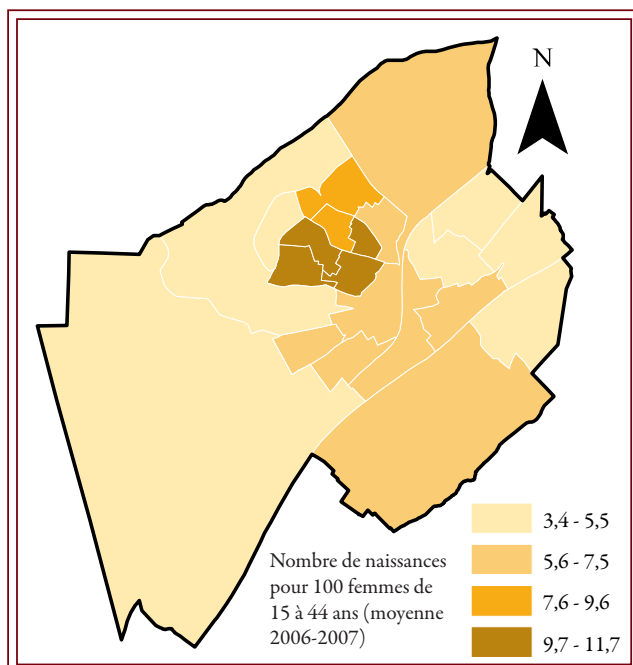 N
Nombre de naissances
pour 100 femmes de
15 à 44 ans (moyenne
2006-2007)
3,4 - 5,5
5,6 - 7,5
7,6 - 9,6
9,7 - 11,7